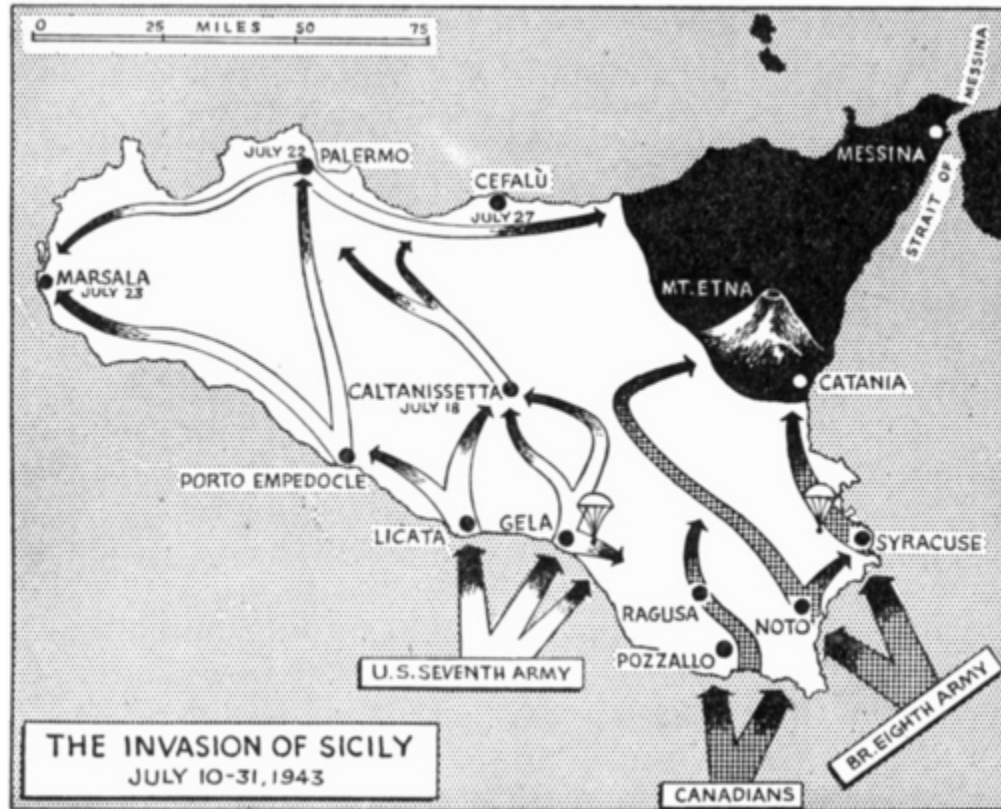 0 25 50 75
MILES
MESSINA
STRAIT OF
MESSINA
JULY 22
PALERMO
CEFALÙ
JULY 27
MARSALA
JULY 23
MT. ETNA
CATANIA
CALTANISSETTA
JULY 18
PORTO EMPEDOCLE
LICATA
GELA
SYRACUSE
RAGUSA
NOTO
POZZALLO
U.S. SEVENTH ARMY
BR. EIGHTH ARMY
CANADIANS
THE INVASION OF SICILY
JULY 10-31, 1943